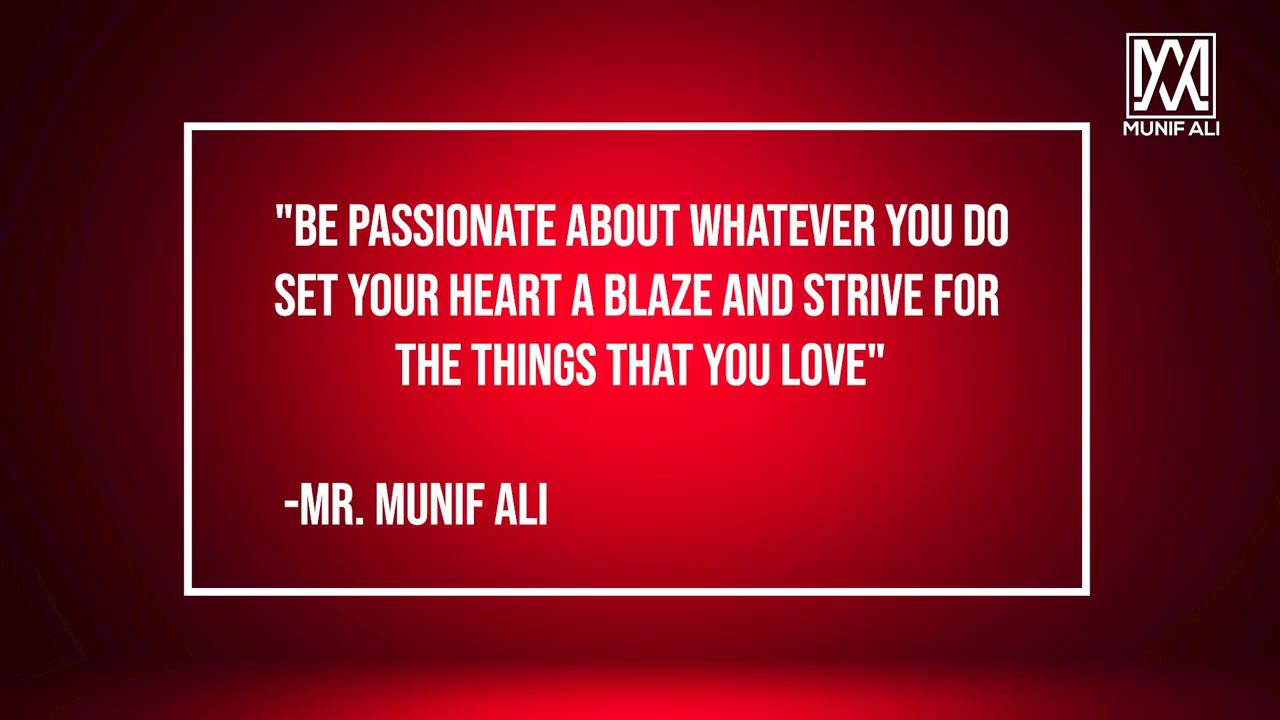 MUNIF ALI
"BE PASSIONATE ABOUT WHATEVER YOU DO
SET YOUR HEART A BLAZE AND STRIVE FOR
THE THINGS THAT YOU LOVE"
-MR. MUNIF ALI